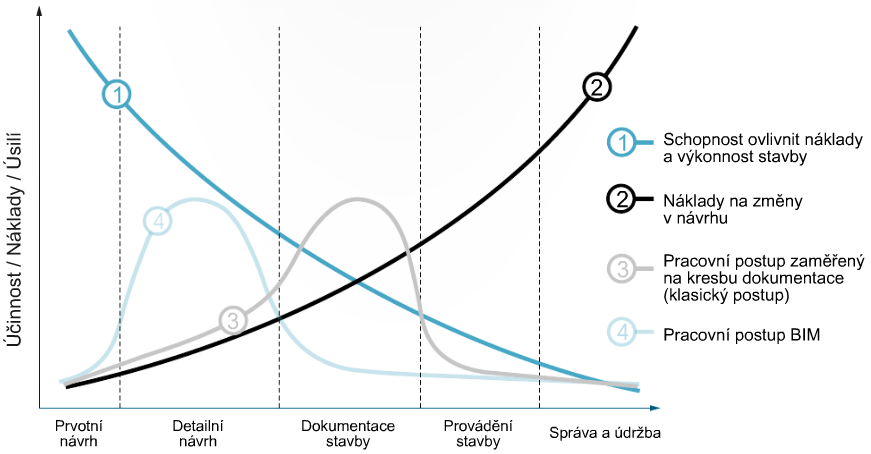 Účinnost / Náklady / Úsilí
1
2
3
4
1
Schopnost ovlivnit náklady
a výkonnost stavby
2
Náklady na změny
v návrhu
3
Pracovní postup zaměřený
na kresbu dokumentace
(klasický postup)
4
Pracovní postup BIM
Prvotní
návrh
Detailní
návrh
Dokumentace
stavby
Provádění
stavby
Správa a údržba